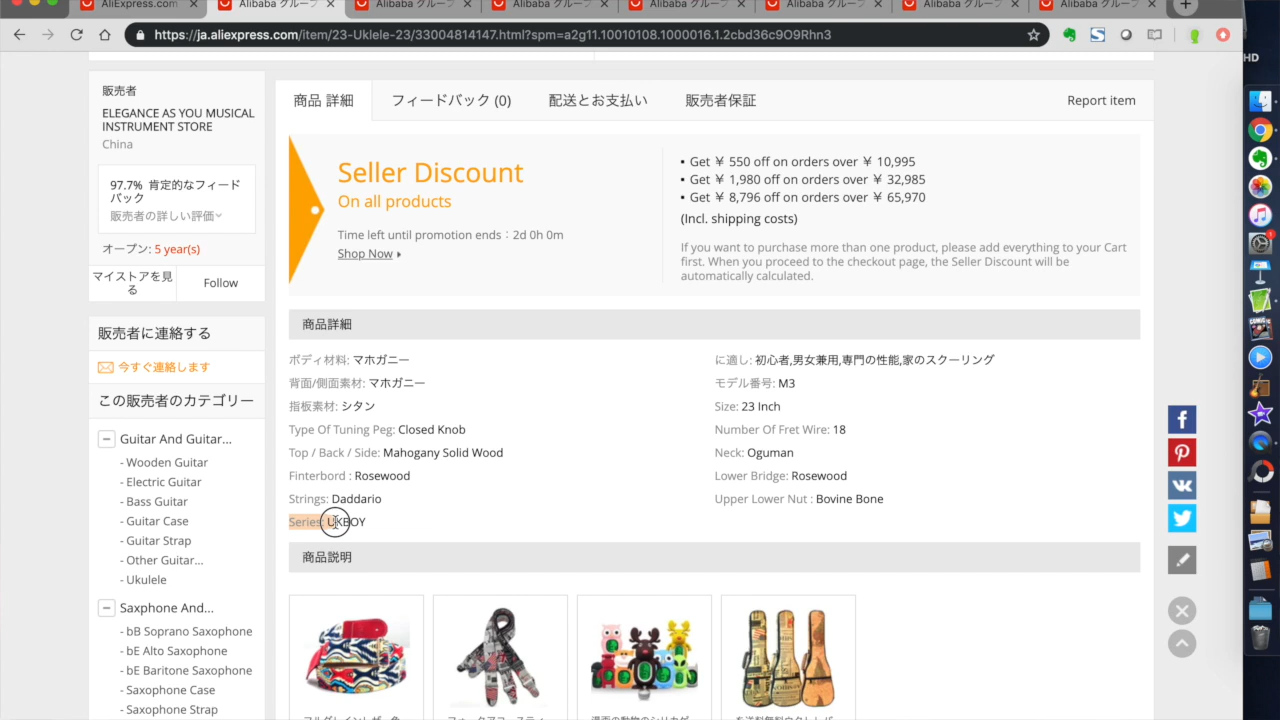 AliExpress.com
Alibaba グループ
Alibaba グループ
Alibaba グループ
Alibaba グループ
Alibaba グループ
Alibaba グループ
Alibaba グループ
https://ja.aliexpress.com/item/23-Uklele-23/33004814147.html?spm=a2g11.10010108.1000016.1.2cbd36c9O9Rhn3
HD
販売者
ELEGANCE AS YOU MUSICAL
INSTRUMENT STORE
China
97.7% 肯定的なフィード
バック
販売者の詳しい評価
オープン: 5 year(s)
マイストアを見
る
Follow
販売者に連絡する
今すぐ連絡します
この販売者のカテゴリー
Guitar And Guitar...
- Wooden Guitar
- Electric Guitar
- Bass Guitar
- Guitar Case
- Guitar Strap
- Other Guitar...
- Ukulele
Saxphone And...
- bB Soprano Saxophone
- bE Alto Saxophone
- bE Baritone Saxophone
- Saxophone Case
- Saxophone Strap
商品 詳細
フィードバック (0)
配送とお支払い
販売者保証
Report item
Seller Discount
On all products
Time left until promotion ends : 2d 0h 0m
Shop Now
• Get ￥ 550 off on orders over ￥ 10,995
• Get ￥ 1,980 off on orders over ￥ 32,985
• Get ￥ 8,796 off on orders over ￥ 65,970
(Incl. shipping costs)
If you want to purchase more than one product, please add everything to your Cart
first. When you proceed to the checkout page, the Seller Discount will be
automatically calculated.
商品詳細
ボディ材料: マホガニー
に適し: 初心者,男女兼用,専門の性能,家のスクーリング
背面/側面素材: マホガニー
モデル番号: M3
指板素材: シタン
Size: 23 Inch
Type Of Tuning Peg: Closed Knob
Number Of Fret Wire: 18
Top / Back / Side: Mahogany Solid Wood
Neck: Oguman
Finterbord : Rosewood
Lower Bridge: Rosewood
Strings: Daddario
Upper Lower Nut : Bovine Bone
Series: UKBOY
商品説明